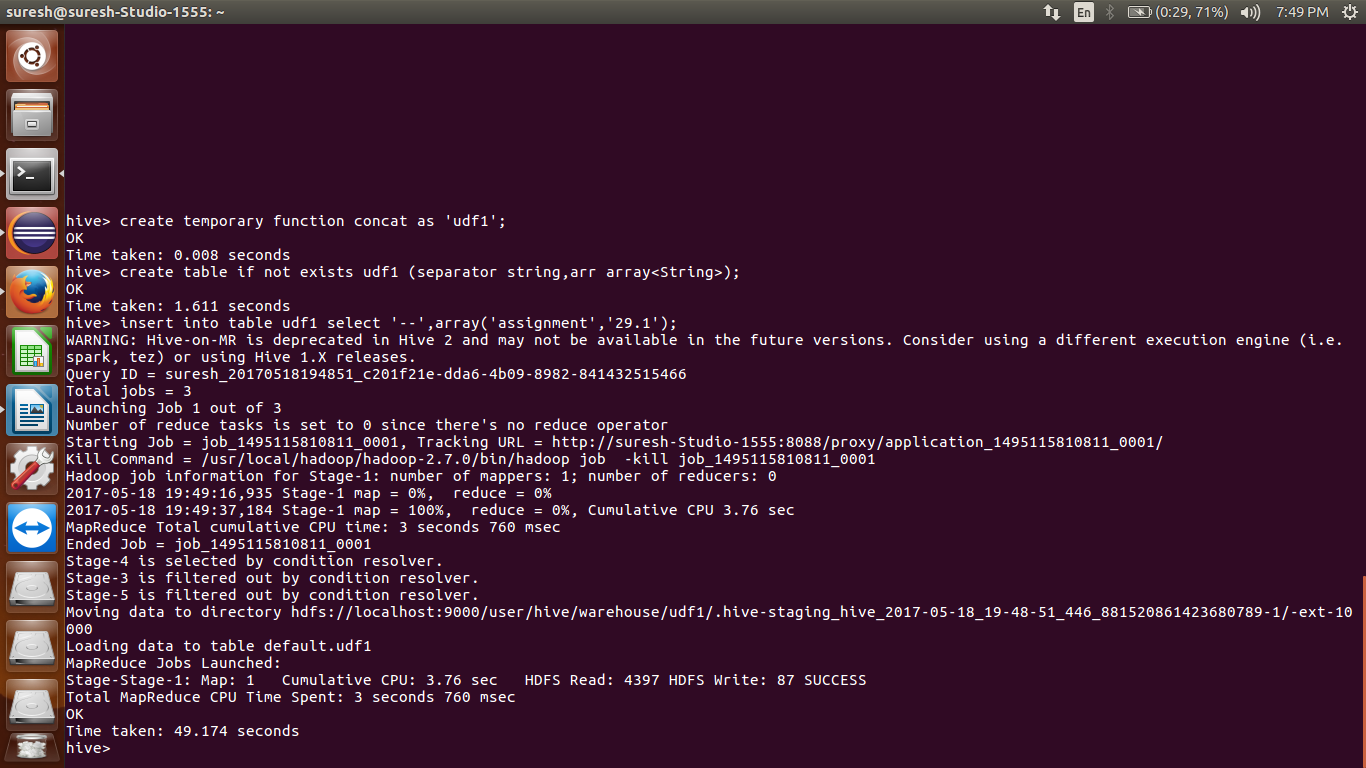 suresh@suresh-Studio-1555: ~ En (0:29, 71%) 7:49 PM
hive> create temporary function concat as 'udf1';
OK
Time taken: 0.008 seconds
hive> create table if not exists udf1 (separator string,arr array<String>);
OK
Time taken: 1.611 seconds
hive> insert into table udf1 select '--',array('assignment','29.1');
WARNING: Hive-on-MR is deprecated in Hive 2 and may not be available in the future versions. Consider using a different execution engine (i.e.
spark, tez) or using Hive 1.X releases.
Query ID = suresh_20170518194851_c201f21e-dda6-4b09-8982-841432515466
Total jobs = 3
Launching Job 1 out of 3
Number of reduce tasks is set to 0 since there's no reduce operator
Starting Job = job_1495115810811_0001, Tracking URL = http://suresh-Studio-1555:8088/proxy/application_1495115810811_0001/
Kill Command = /usr/local/hadoop/hadoop-2.7.0/bin/hadoop job  -kill job_1495115810811_0001
Hadoop job information for Stage-1: number of mappers: 1; number of reducers: 0
2017-05-18 19:49:16,935 Stage-1 map = 0%,  reduce = 0%
2017-05-18 19:49:37,184 Stage-1 map = 100%,  reduce = 0%, Cumulative CPU 3.76 sec
MapReduce Total cumulative CPU time: 3 seconds 760 msec
Ended Job = job_1495115810811_0001
Stage-4 is selected by condition resolver.
Stage-3 is filtered out by condition resolver.
Stage-5 is filtered out by condition resolver.
Moving data to directory hdfs://localhost:9000/user/hive/warehouse/udf1/.hive-staging_hive_2017-05-18_19-48-51_446_881520861423680789-1/-ext-10
000
Loading data to table default.udf1
MapReduce Jobs Launched:
Stage-Stage-1: Map: 1   Cumulative CPU: 3.76 sec   HDFS Read: 4397 HDFS Write: 87 SUCCESS
Total MapReduce CPU Time Spent: 3 seconds 760 msec
OK
Time taken: 49.174 seconds
hive>